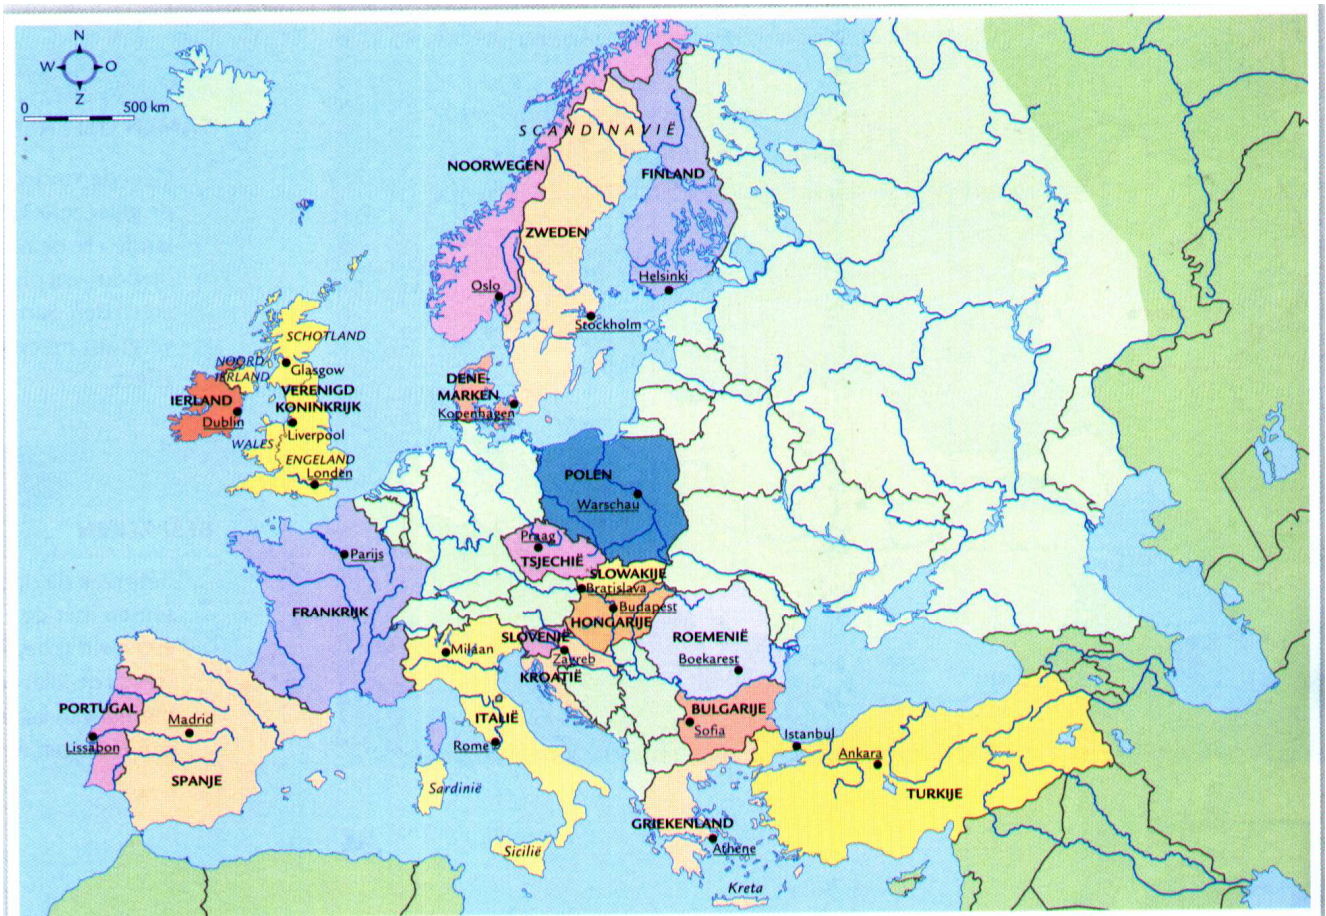 N
W O
Z
0 500 km
SCANDINAVIË
NOORWEGEN
FINLAND
ZWEDEN
Helsinki
Oslo
Stockholm
SCHOTLAND
NOORD-
IERLAND
Glasgow
DENE-
MARKEN
Kopenhagen
IERLAND
Dublin
VERENIGD
KONINKRIJK
Liverpool
WALES
ENGELAND
Londen
POLEN
Warschau
Praag
TSJECHIË
SLOWAKIJE
Bratislava
Parijs
Budapest
HONGARIJE
FRANKRIJK
SLOVENIË
ROEMENIË
Milaan
Zagreb
Boekarest
KROATIË
PORTUGAL
Madrid
Lissabon
ITALIË
BULGARIJE
Sofia
Rome
Istanbul
Ankara
SPANJE
Sardinië
TURKIJE
GRIEKENLAND
Athene
Sicilië
Kreta